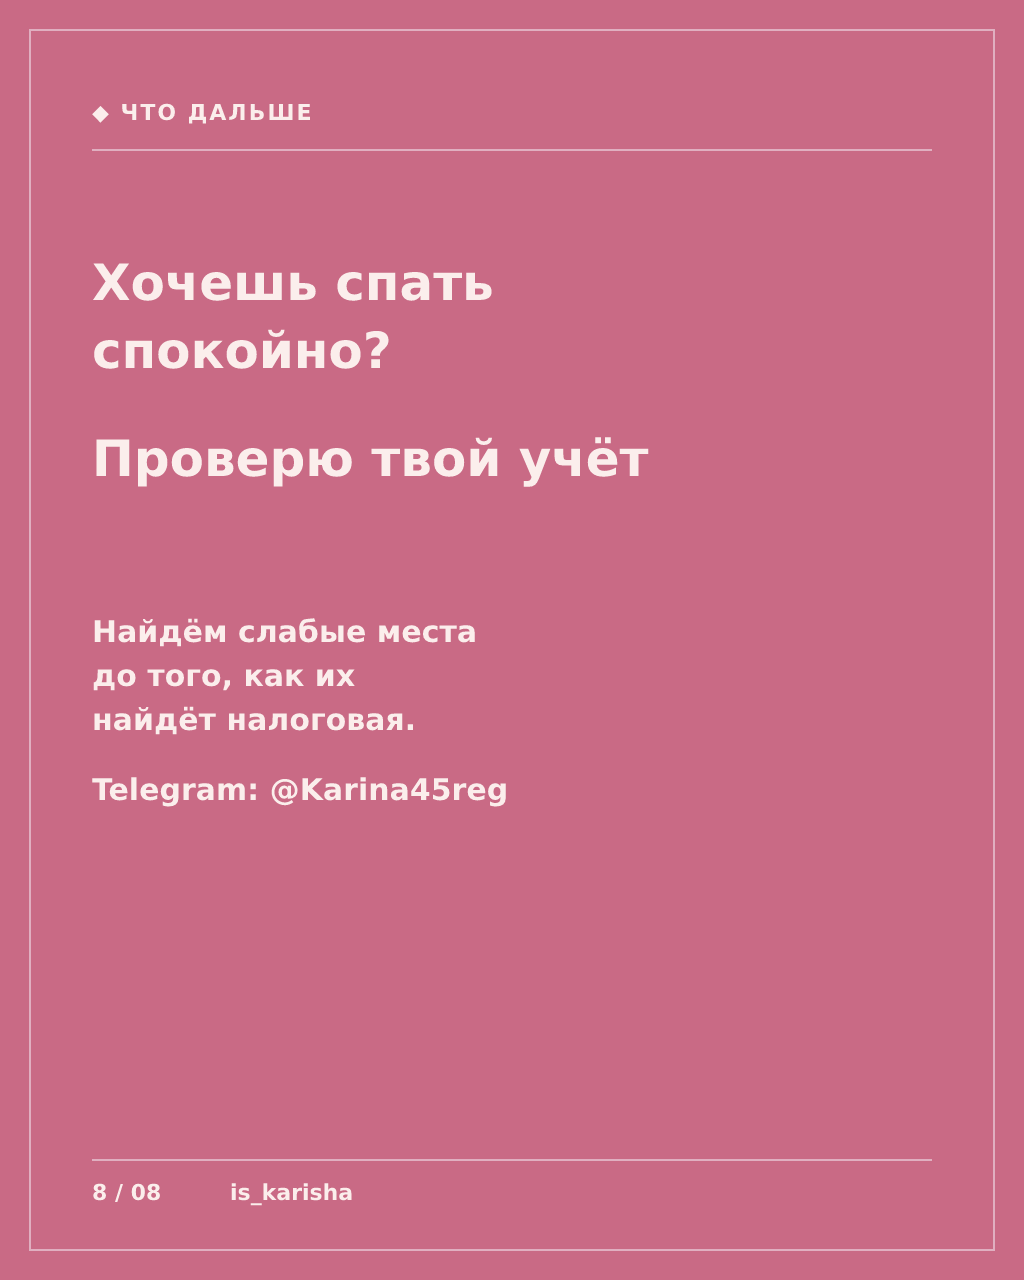 ◆ ЧТО ДАЛЬШЕ
Хочешь спать
спокойно?
Проверю твой учёт
Найдём слабые места
до того, как их
найдёт налоговая.
Telegram: @Karina45reg
8 / 08 is_karisha